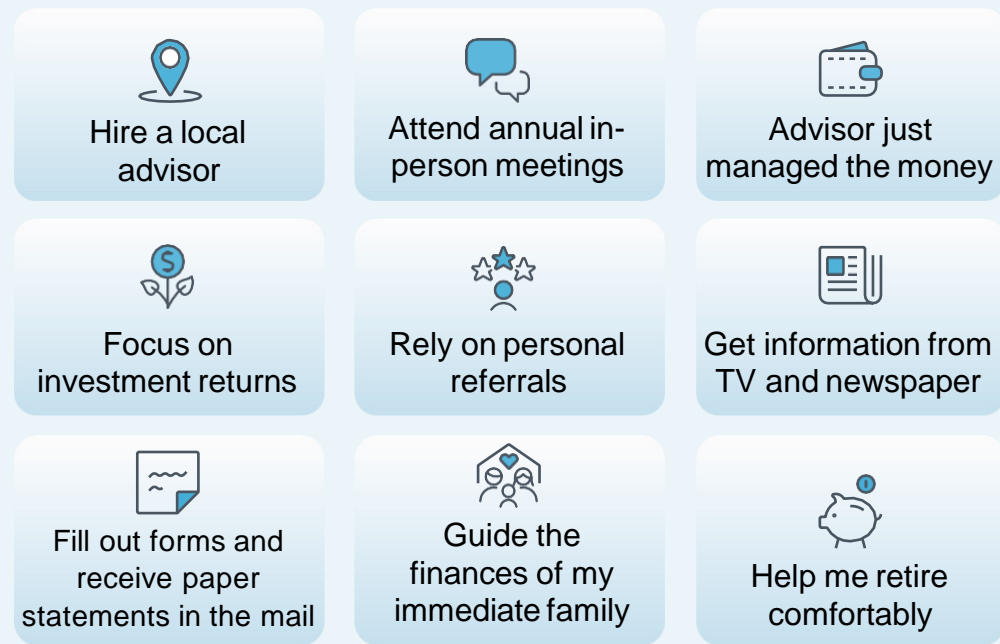 Hire a local
advisor
Attend annual in-
person meetings
Advisor just
managed the money
Focus on
investment returns
Rely on personal
referrals
Get information from
TV and newspaper
Fill out forms and
receive paper
statements in the mail
Guide the
finances of my
immediate family
Help me retire
comfortably